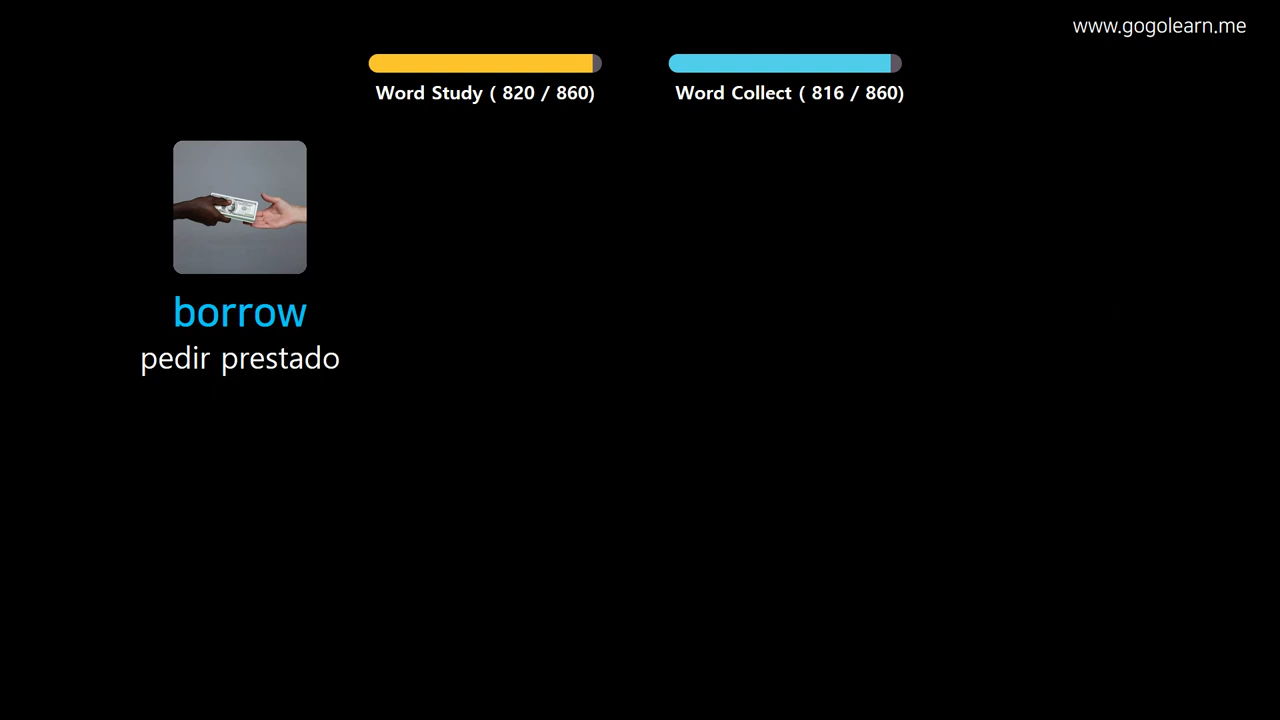 www.gogolearn.me
Word Study ( 820 / 860)
Word Collect ( 816 / 860)
borrow
pedir prestado